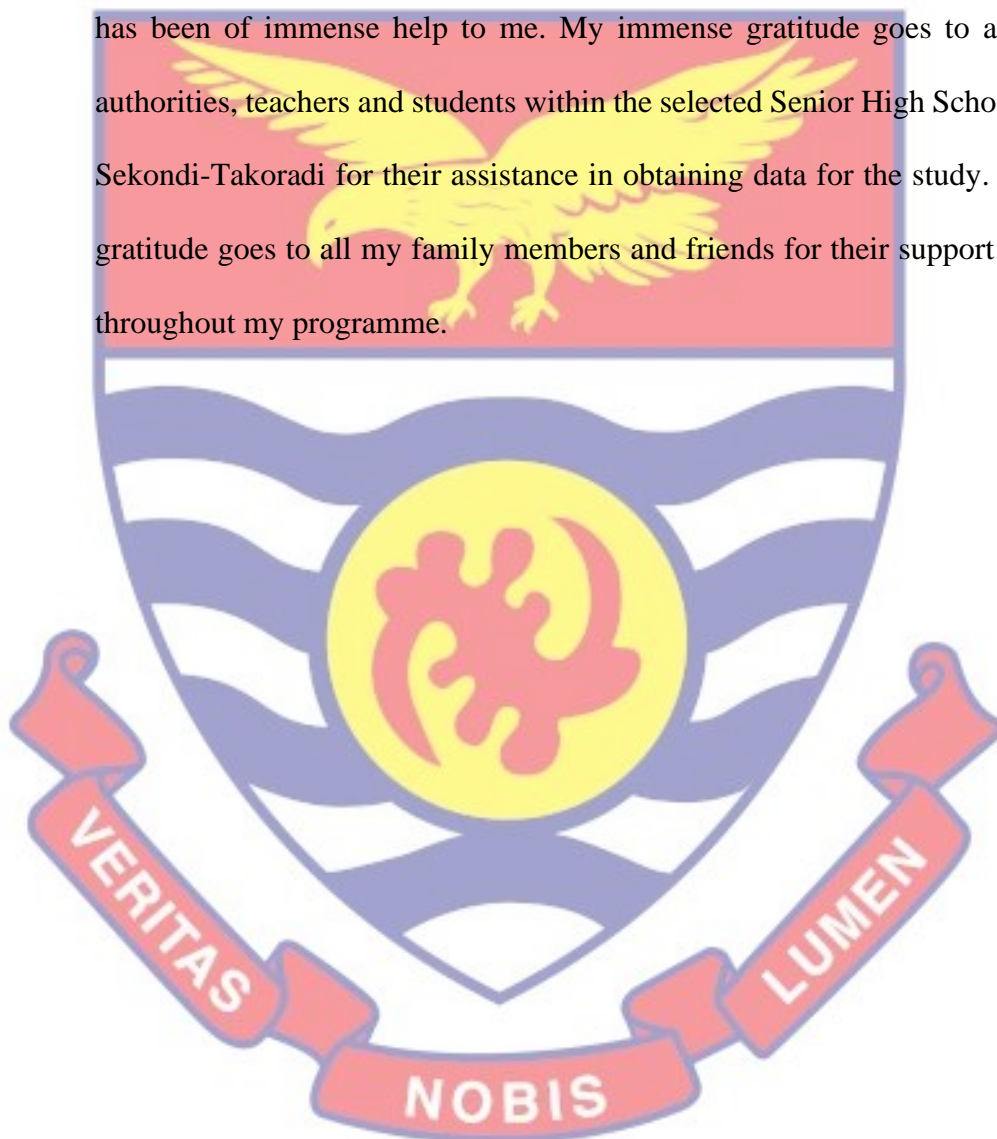 has been of immense help to me. My immense gratitude goes to a
authorities, teachers and students within the selected Senior High Scho
Sekondi-Takoradi for their assistance in obtaining data for the study.
gratitude goes to all my family members and friends for their support
throughout my programme.
VERITAS
NOBIS
LUMEN